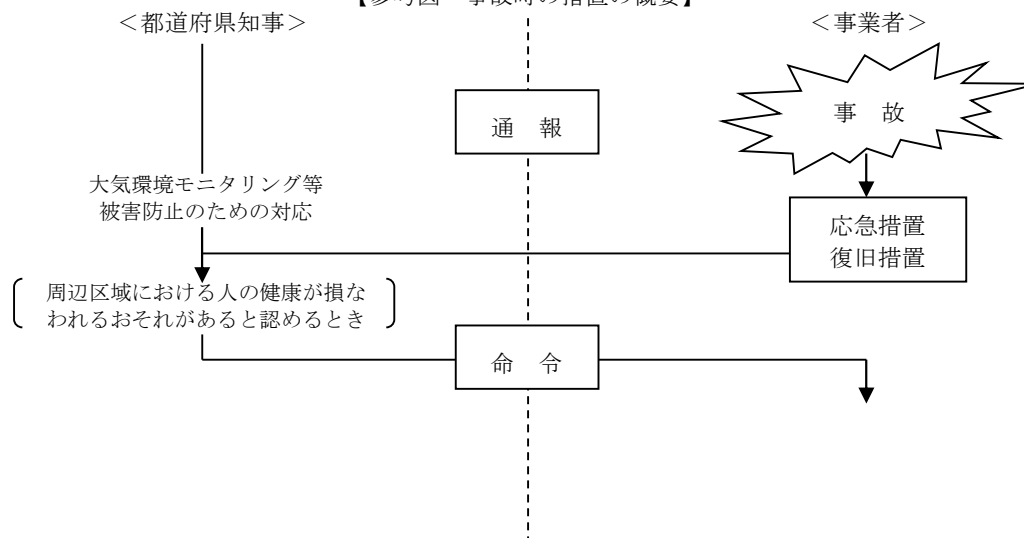 【参考図 事故時の措置の概要】
＜都道府県知事＞
＜事業者＞
事 故
通 報
大気環境モニタリング等
被害防止のための対応
応急措置
復旧措置
周辺区域における人の健康が損な
われるおそれがあると認めるとき
命 令